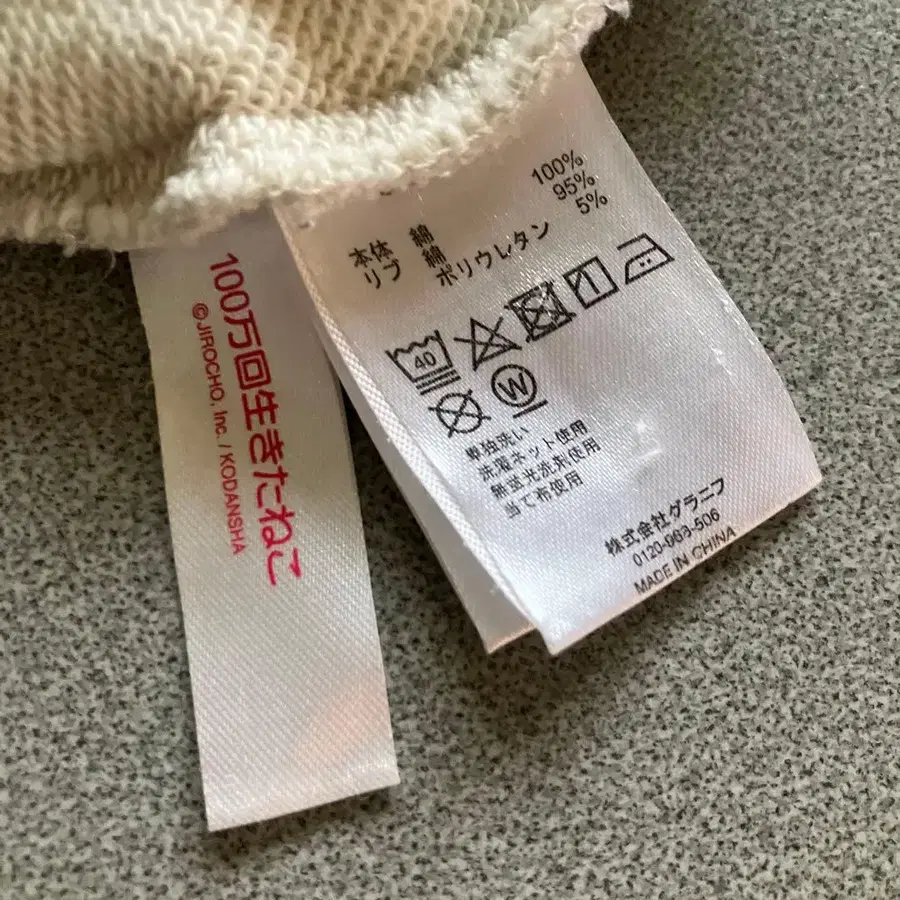 100万回生きたねこ
©JIROCHO, Inc. / KODANSHA
本体 綿 100%
リブ 綿 95%
ポリウレタン 5%
40
W
単独洗い
洗濯ネット使用
無蛍光洗剤使用
当て布使用
株式会社グラニフ
0120-963-506
MADE IN CHINA